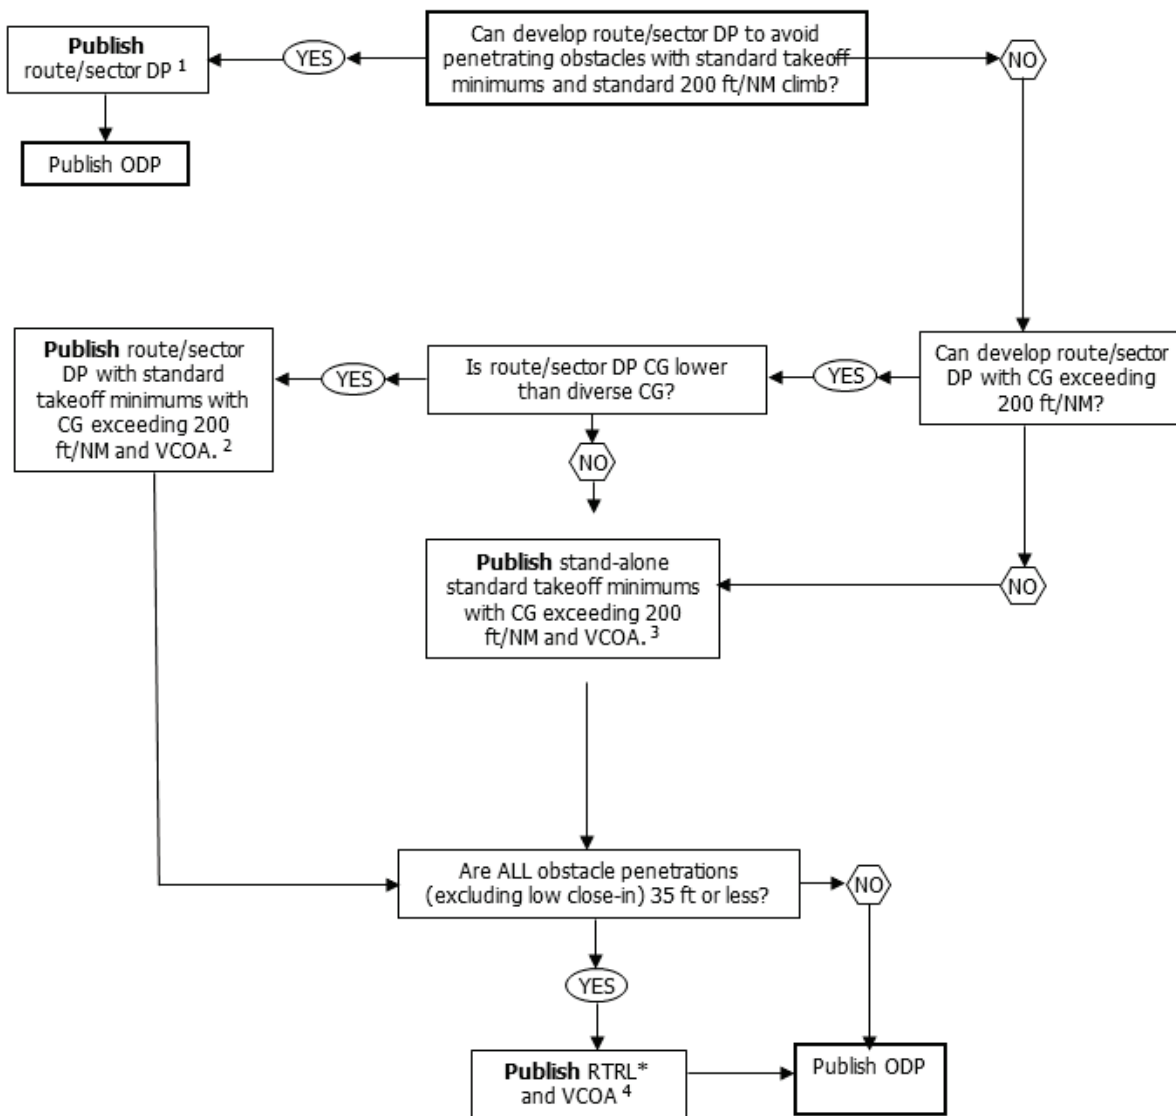 Publish
route/sector DP 1
YES
Can develop route/sector DP to avoid
penetrating obstacles with standard takeoff
minimums and standard 200 ft/NM climb?
NO
Publish ODP
Publish route/sector
DP with standard
takeoff minimums with
CG exceeding 200
ft/NM and VCOA. 2
YES
Is route/sector DP CG lower
than diverse CG?
YES
Can develop route/sector
DP with CG exceeding
200 ft/NM?
NO
Publish stand-alone
standard takeoff minimums
with CG exceeding 200
ft/NM and VCOA. 3
NO
Are ALL obstacle penetrations
(excluding low close-in) 35 ft or less?
NO
YES
Publish RTRL*
and VCOA 4
Publish ODP